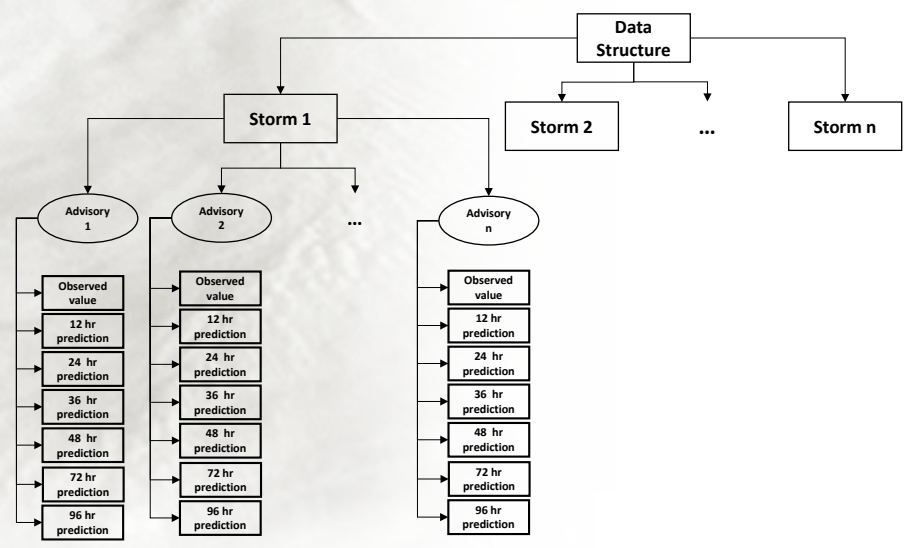 Data
Structure
Storm 1
Storm 2
...
Storm n
Advisory
1
Advisory
2
...
Advisory
n
Observed
value
12 hr
prediction
24 hr
prediction
36 hr
prediction
48 hr
prediction
72 hr
prediction
96 hr
prediction
Observed
value
12 hr
prediction
24 hr
prediction
36 hr
prediction
48 hr
prediction
72 hr
prediction
96 hr
prediction
Observed
value
12 hr
prediction
24 hr
prediction
36 hr
prediction
48 hr
prediction
72 hr
prediction
96 hr
prediction